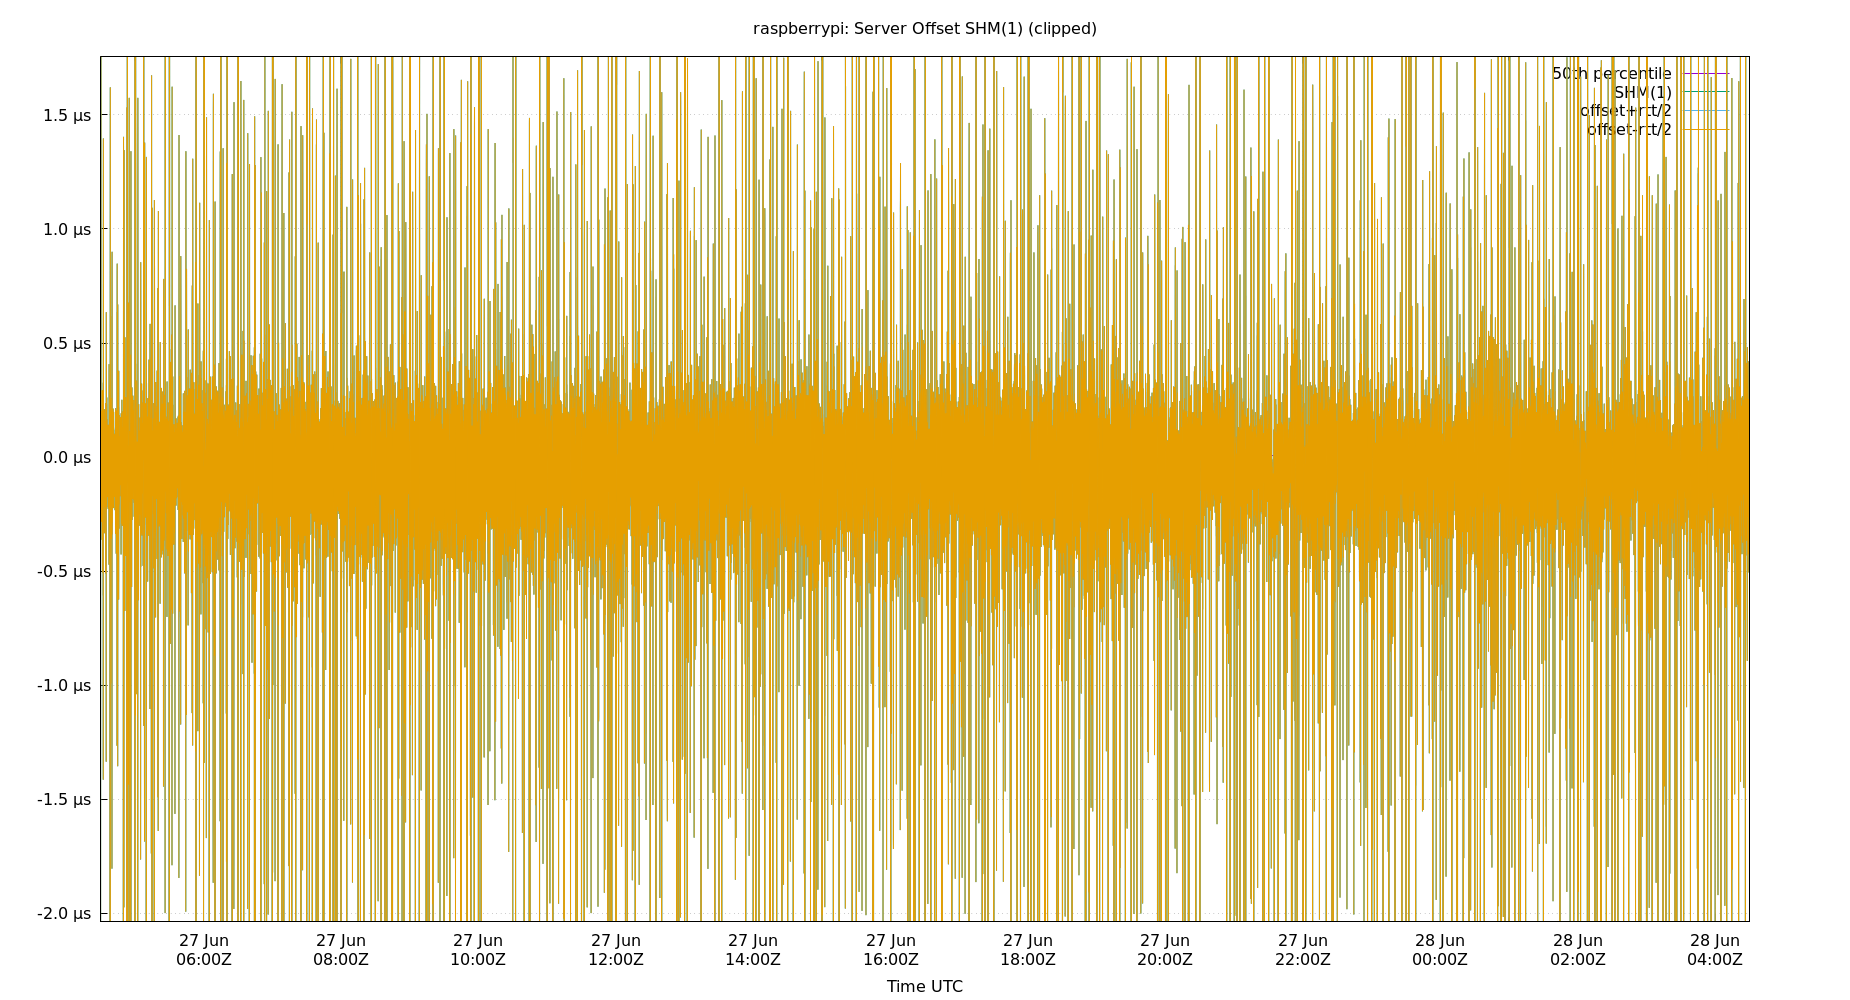 raspberrypi: Server Offset SHM(1) (clipped)
50th percentile
SHM(1)
offset+rtt/2
offset-rtt/2
1.5 µs
1.0 µs
0.5 µs
0.0 µs
-0.5 µs
-1.0 µs
-1.5 µs
-2.0 µs
27 Jun 27 Jun 27 Jun 27 Jun 27 Jun 27 Jun 27 Jun 27 Jun 27 Jun 28 Jun 28 Jun 28 Jun
06:00Z 08:00Z 10:00Z 12:00Z 14:00Z 16:00Z 18:00Z 20:00Z 22:00Z 00:00Z 02:00Z 04:00Z
Time UTC